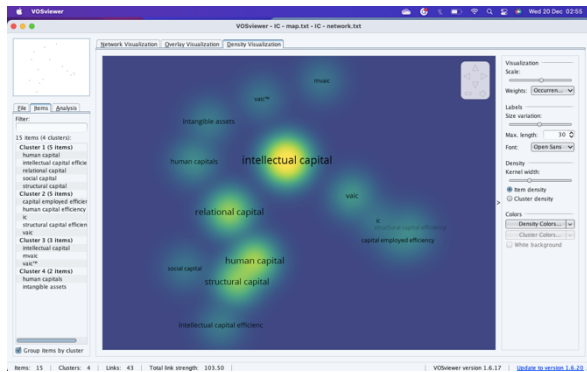 VOSviewer
Wed 20 Dec 02:55
VOSviewer - IC - map.txt - IC - network.txt
Network Visualization Overlay Visualization Density Visualization
File Items Analysis
Filter:
15 items (4 clusters):
Cluster 1 (5 items)
human capital
intellectual capital efficie
relational capital
social capital
structural capital
Cluster 2 (5 items)
capital employed efficien
human capital efficiency
ic
structural capital efficien
vaic
Cluster 3 (3 items)
intellectual capital
mvaic
vaic™
Cluster 4 (2 items)
human capitals
intangible assets
Group items by cluster
mvaic
vaic™
intangible assets
human capitals
intellectual capital
vaic
relational capital
ic
structural capital efficiency
capital employed efficiency
human capital
social capital
structural capital
intellectual capital efficienc
Visualization
Scale:
Weights: Occurren...
Labels
Size variation:
Max. length: 30
Font: Open Sans
Density
Kernel width:
Item density
Cluster density
>
Colors
Density Colors...
Cluster Colors...
White background
Items: 15 Clusters: 4 Links: 43 Total link strength: 103.50 VOSviewer version 1.6.17 Update to version 1.6.20